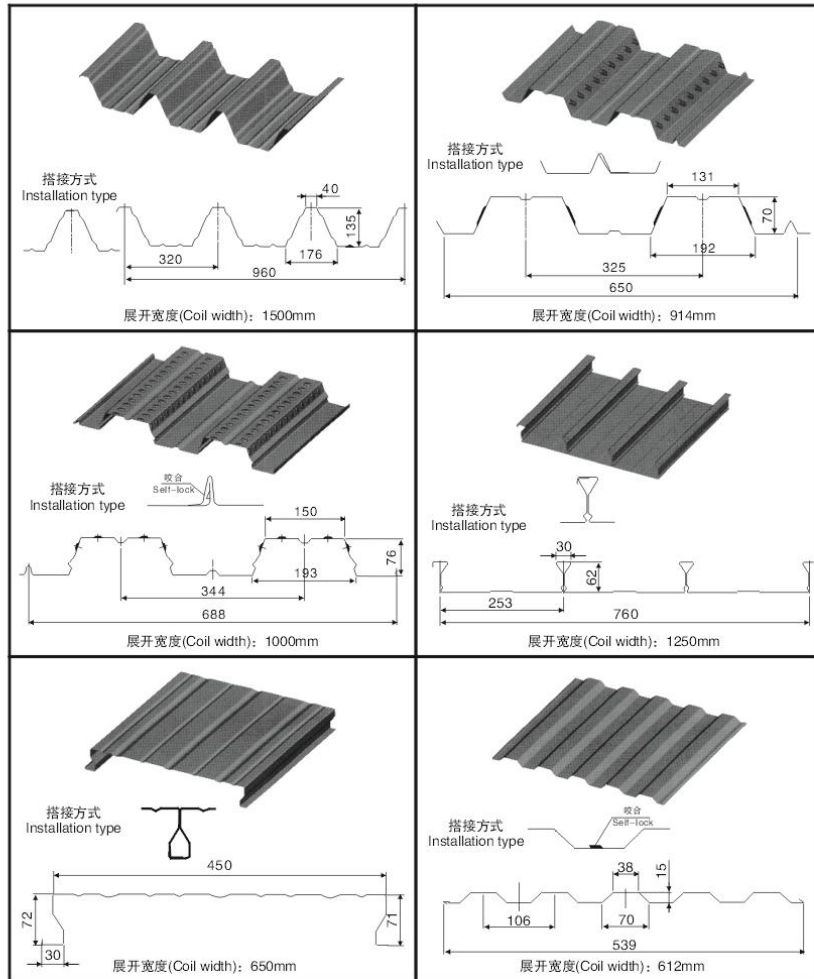 搭接方式
Installation type
40
135
320
176
960
展开宽度(Coil width)：1500mm
搭接方式
Installation type
131
70
192
325
650
展开宽度(Coil width)：914mm
搭接方式
Installation type
咬合
Self-lock
150
76
193
344
688
展开宽度(Coil width)：1000mm
搭接方式
Installation type
30
62
253
760
展开宽度(Coil width)：1250mm
搭接方式
Installation type
450
72
71
30
展开宽度(Coil width)：650mm
搭接方式
Installation type
咬合
Self-lock
38
15
106
70
539
展开宽度(Coil width)：612mm